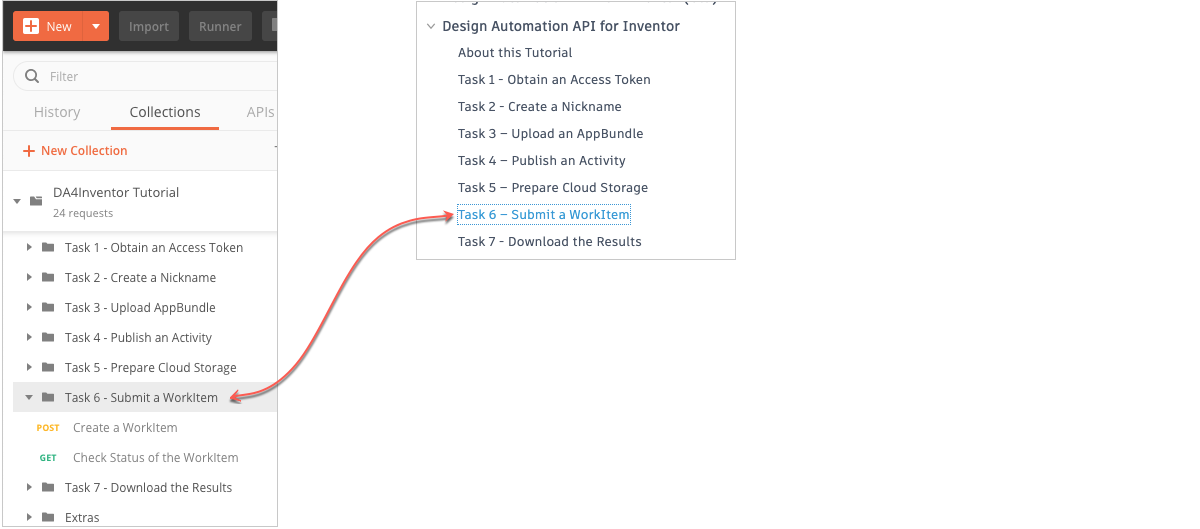 New
Import
Runner
Filter
History
Collections
APIs
New Collection
DA4Inventor Tutorial
24 requests
Task 1 - Obtain an Access Token
Task 2 - Create a Nickname
Task 3 - Upload AppBundle
Task 4 - Publish an Activity
Task 5 - Prepare Cloud Storage
Task 6 - Submit a WorkItem
POST Create a WorkItem
GET Check Status of the WorkItem
Task 7 - Download the Results
Extras
Design Automation API for Inventor
About this Tutorial
Task 1 - Obtain an Access Token
Task 2 - Create a Nickname
Task 3 – Upload an AppBundle
Task 4 – Publish an Activity
Task 5 – Prepare Cloud Storage
Task 6 – Submit a WorkItem
Task 7 - Download the Results